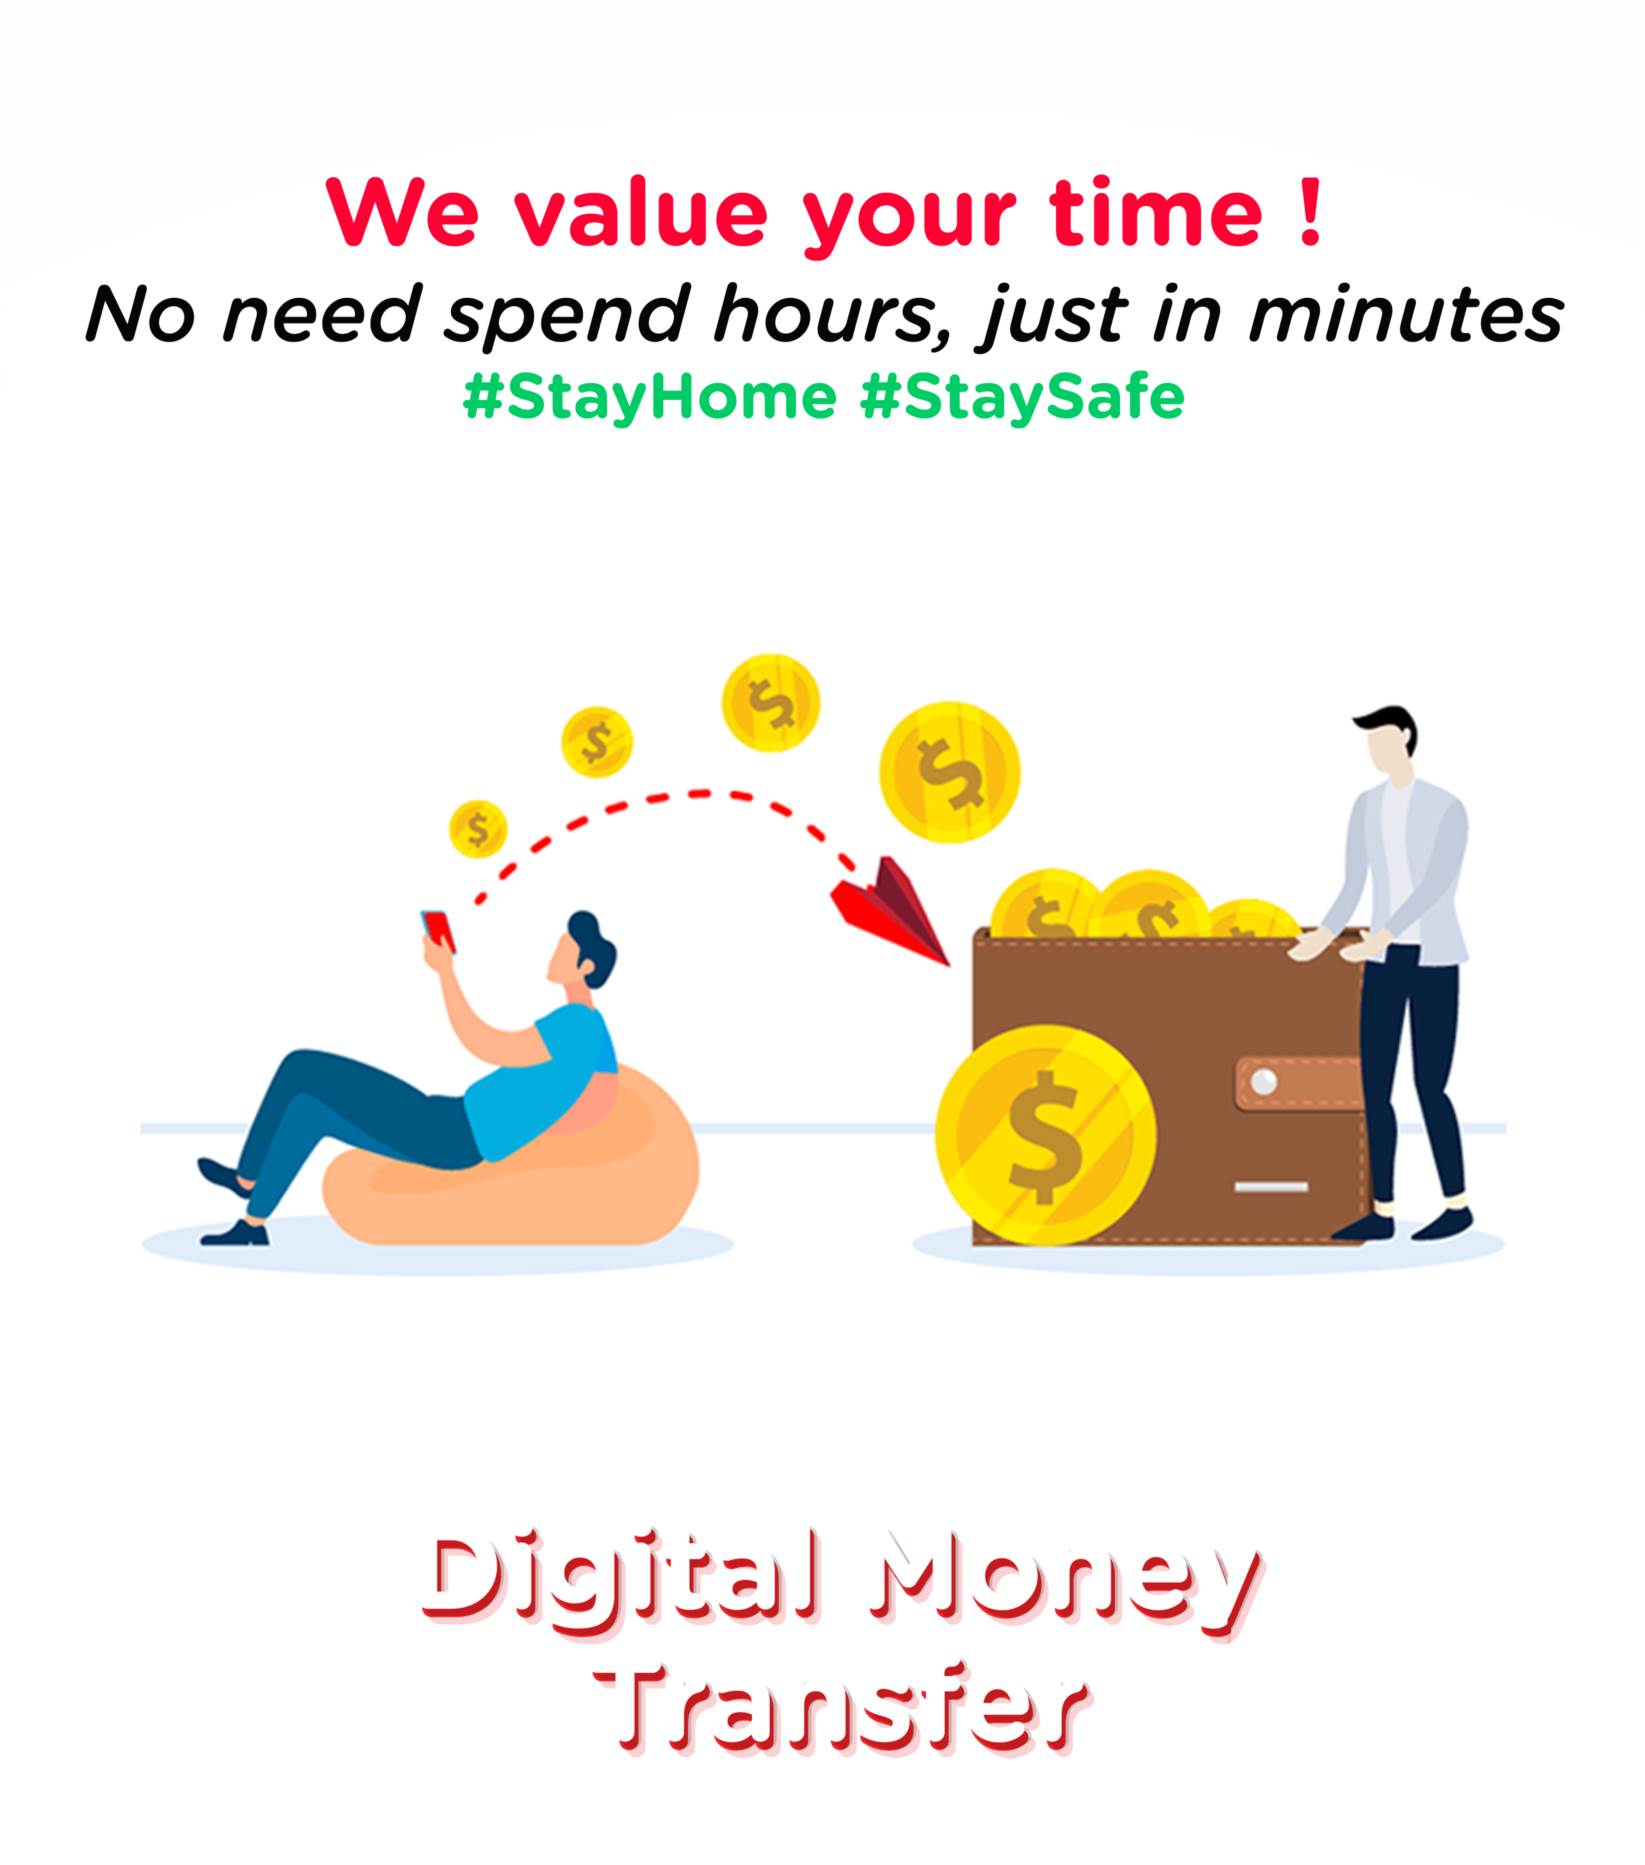 We value your time !
No need spend hours, just in minutes
#StayHome #StaySafe
Digital Money
Transfer